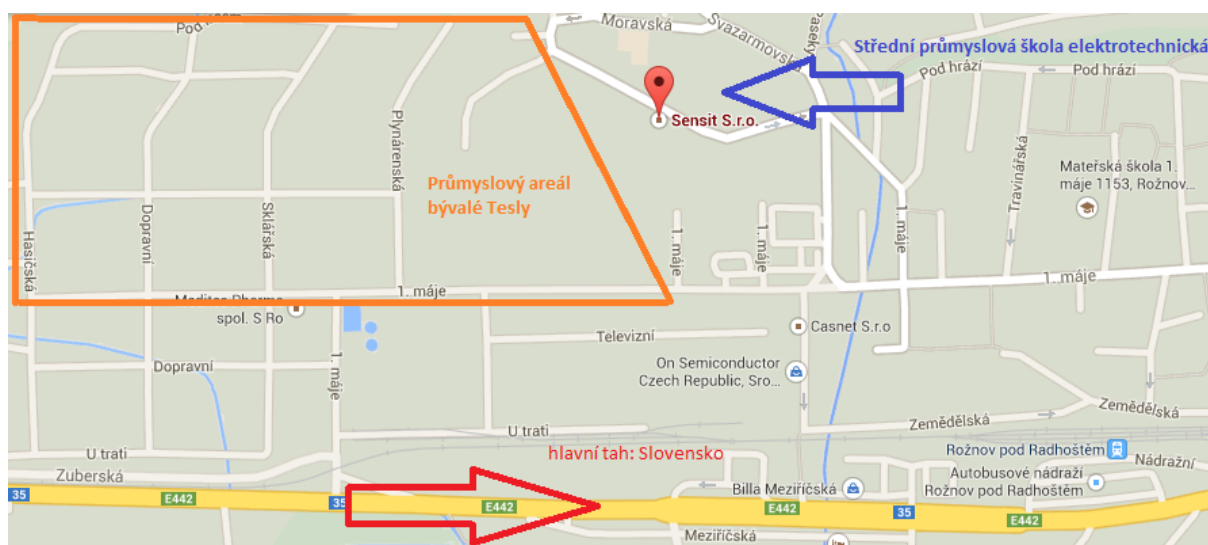 Pod
Moravská
Svazarmovská
paseky
Střední průmyslová škola elektrotechnická
Pod hrází
Pod hrází
Sensit S.r.o.
Plynárenská
Průmyslový areál
bývalé Tesly
Travinářská
Mateřská škola 1.
máje 1153, Rožnov...
Hasičská
Dopravní
Sklářská
1. máje
1. máje
1. máje
1. máje
1. máje
spol. S Ro
Televizní
Casnet S.r.o
Dopravní
1. máje
On Semiconductor
Czech Republic, Sro...
Zemědělská
Zemědělská
U trati
U trati
hlavní tah: Slovensko
Rožnov pod Radhoštěm
Nádražní
Zuberská
Autobusové nádraží
Rožnov pod Radhoštěm
Billa Meziříčská
35
E442
35
E442
E442
35
E442
Meziříčská